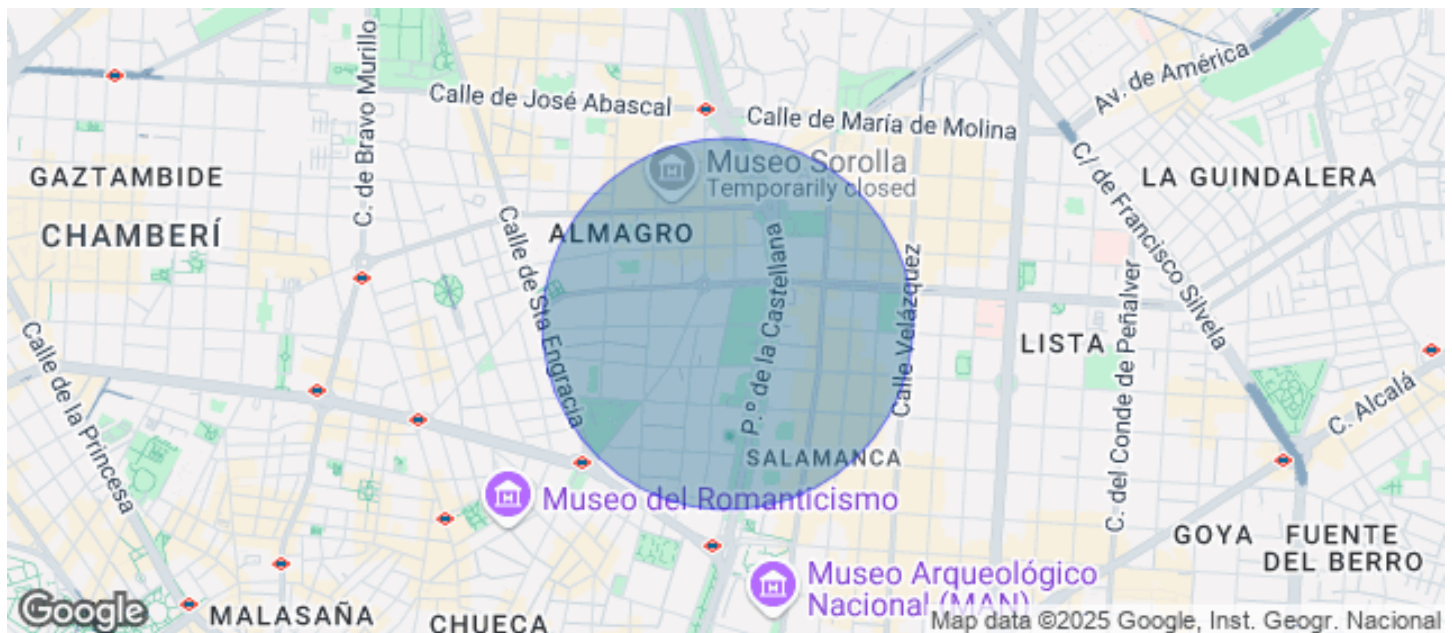 Av. de América
C. de Bravo Murillo
Calle de José Abascal
Calle de María de Molina
C/ de Francisco Silvela
Museo Sorolla
Temporarily closed
GAZTAMBIDE
LA GUINDALERA
CHAMBERÍ
ALMAGRO
Calle de Sta Engracia
P.º de la Castellana
Calle Velázquez
C. del Conde de Peñalver
LISTA
Calle de la Princesa
C. Alcalá
SALAMANCA
Museo del Romanticismo
GOYA
FUENTE
DEL BERRO
Museo Arqueológico
Nacional (MAN)
MALASAÑA
CHUECA
Google
Map data ©2025 Google, Inst. Geogr. Nacional